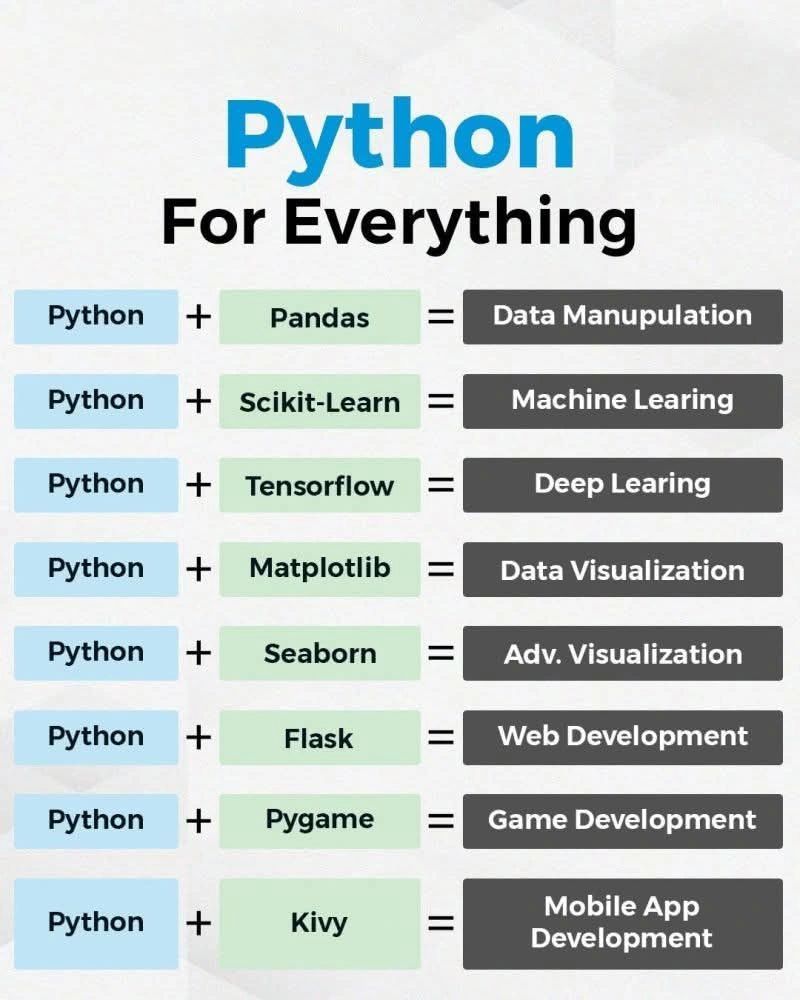 Python
For Everything
Python + Pandas = Data Manupulation
Python + Scikit-Learn = Machine Learing
Python + Tensorflow = Deep Learing
Python + Matplotlib = Data Visualization
Python + Seaborn = Adv. Visualization
Python + Flask = Web Development
Python + Pygame = Game Development
Python + Kivy = Mobile App
Development